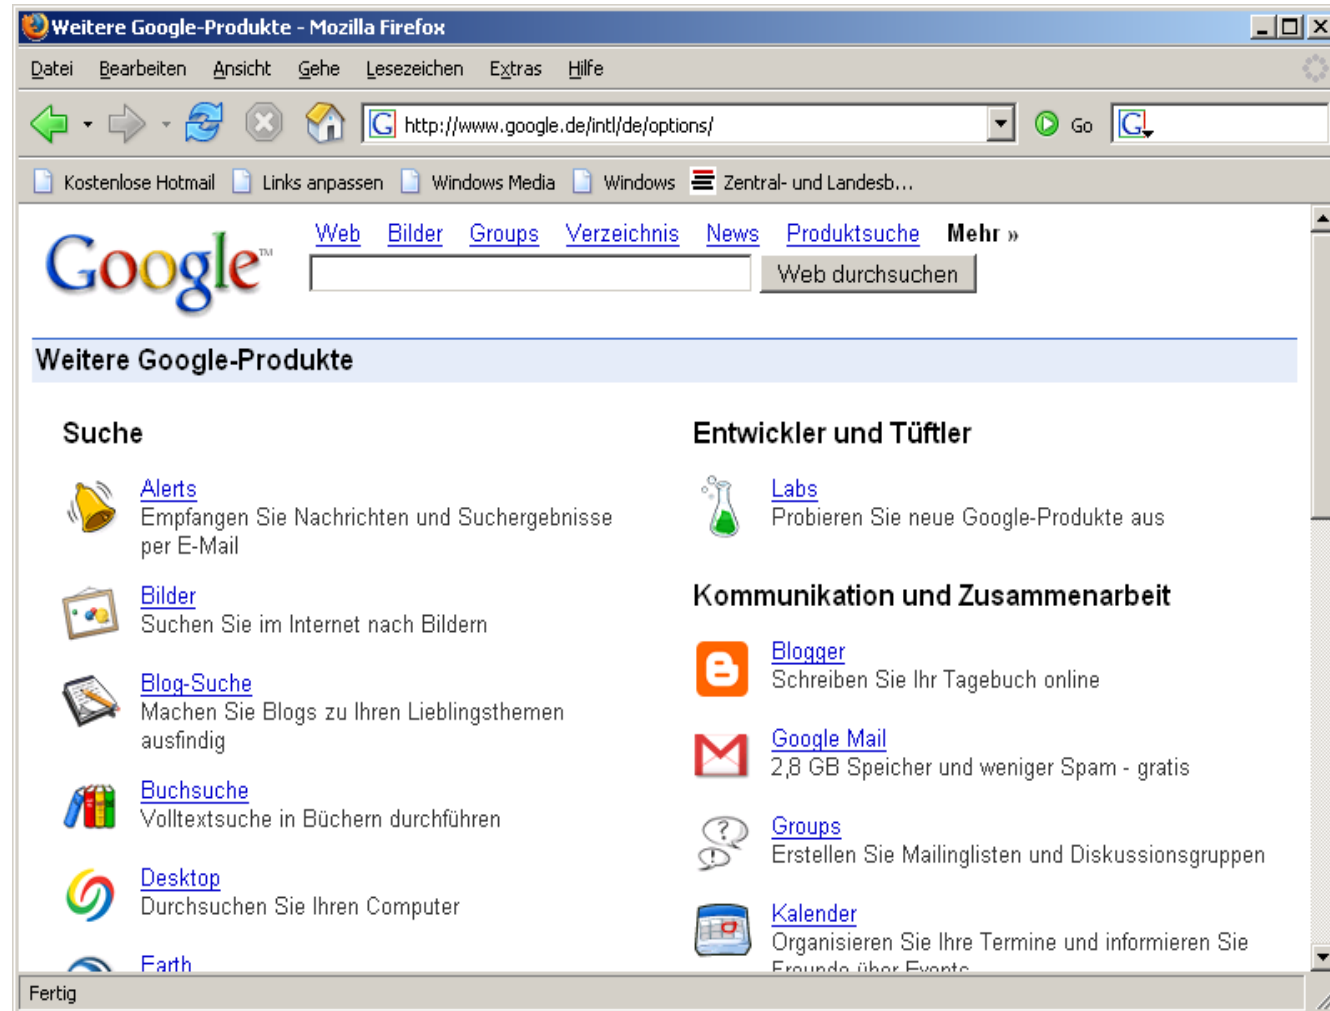 Weitere Google-Produkte - Mozilla Firefox
Datei Bearbeiten Ansicht Gehe Lesezeichen Extras Hilfe
http://www.google.de/intl/de/options/ Go G
Kostenlose Hotmail Links anpassen Windows Media Windows Zentral- und Landesb...
Google™
Web Bilder Groups Verzeichnis News Produktsuche Mehr »
Web durchsuchen
Weitere Google-Produkte
Suche
Alerts
Empfangen Sie Nachrichten und Suchergebnisse
per E-Mail
Bilder
Suchen Sie im Internet nach Bildern
Blog-Suche
Machen Sie Blogs zu Ihren Lieblingsthemen
ausfindig
Buchsuche
Volltextsuche in Büchern durchführen
Desktop
Durchsuchen Sie Ihren Computer
Earth
Entwickler und Tüftler
Labs
Probieren Sie neue Google-Produkte aus
Kommunikation und Zusammenarbeit
Blogger
Schreiben Sie Ihr Tagebuch online
Google Mail
2,8 GB Speicher und weniger Spam - gratis
Groups
Erstellen Sie Mailinglisten und Diskussionsgruppen
Kalender
Organisieren Sie Ihre Termine und informieren Sie
Freunde über Events
Fertig